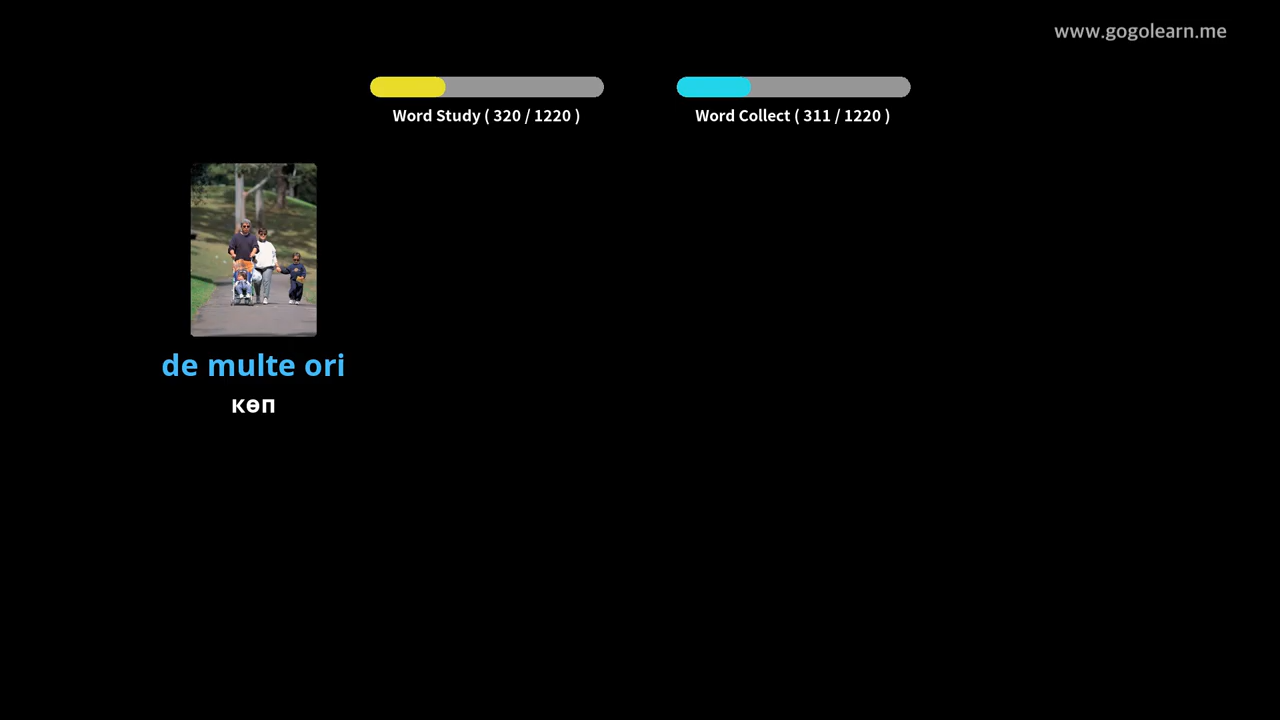 www.gogolearn.me
Word Study ( 320 / 1220 )
Word Collect ( 311 / 1220 )
de multe ori
көп